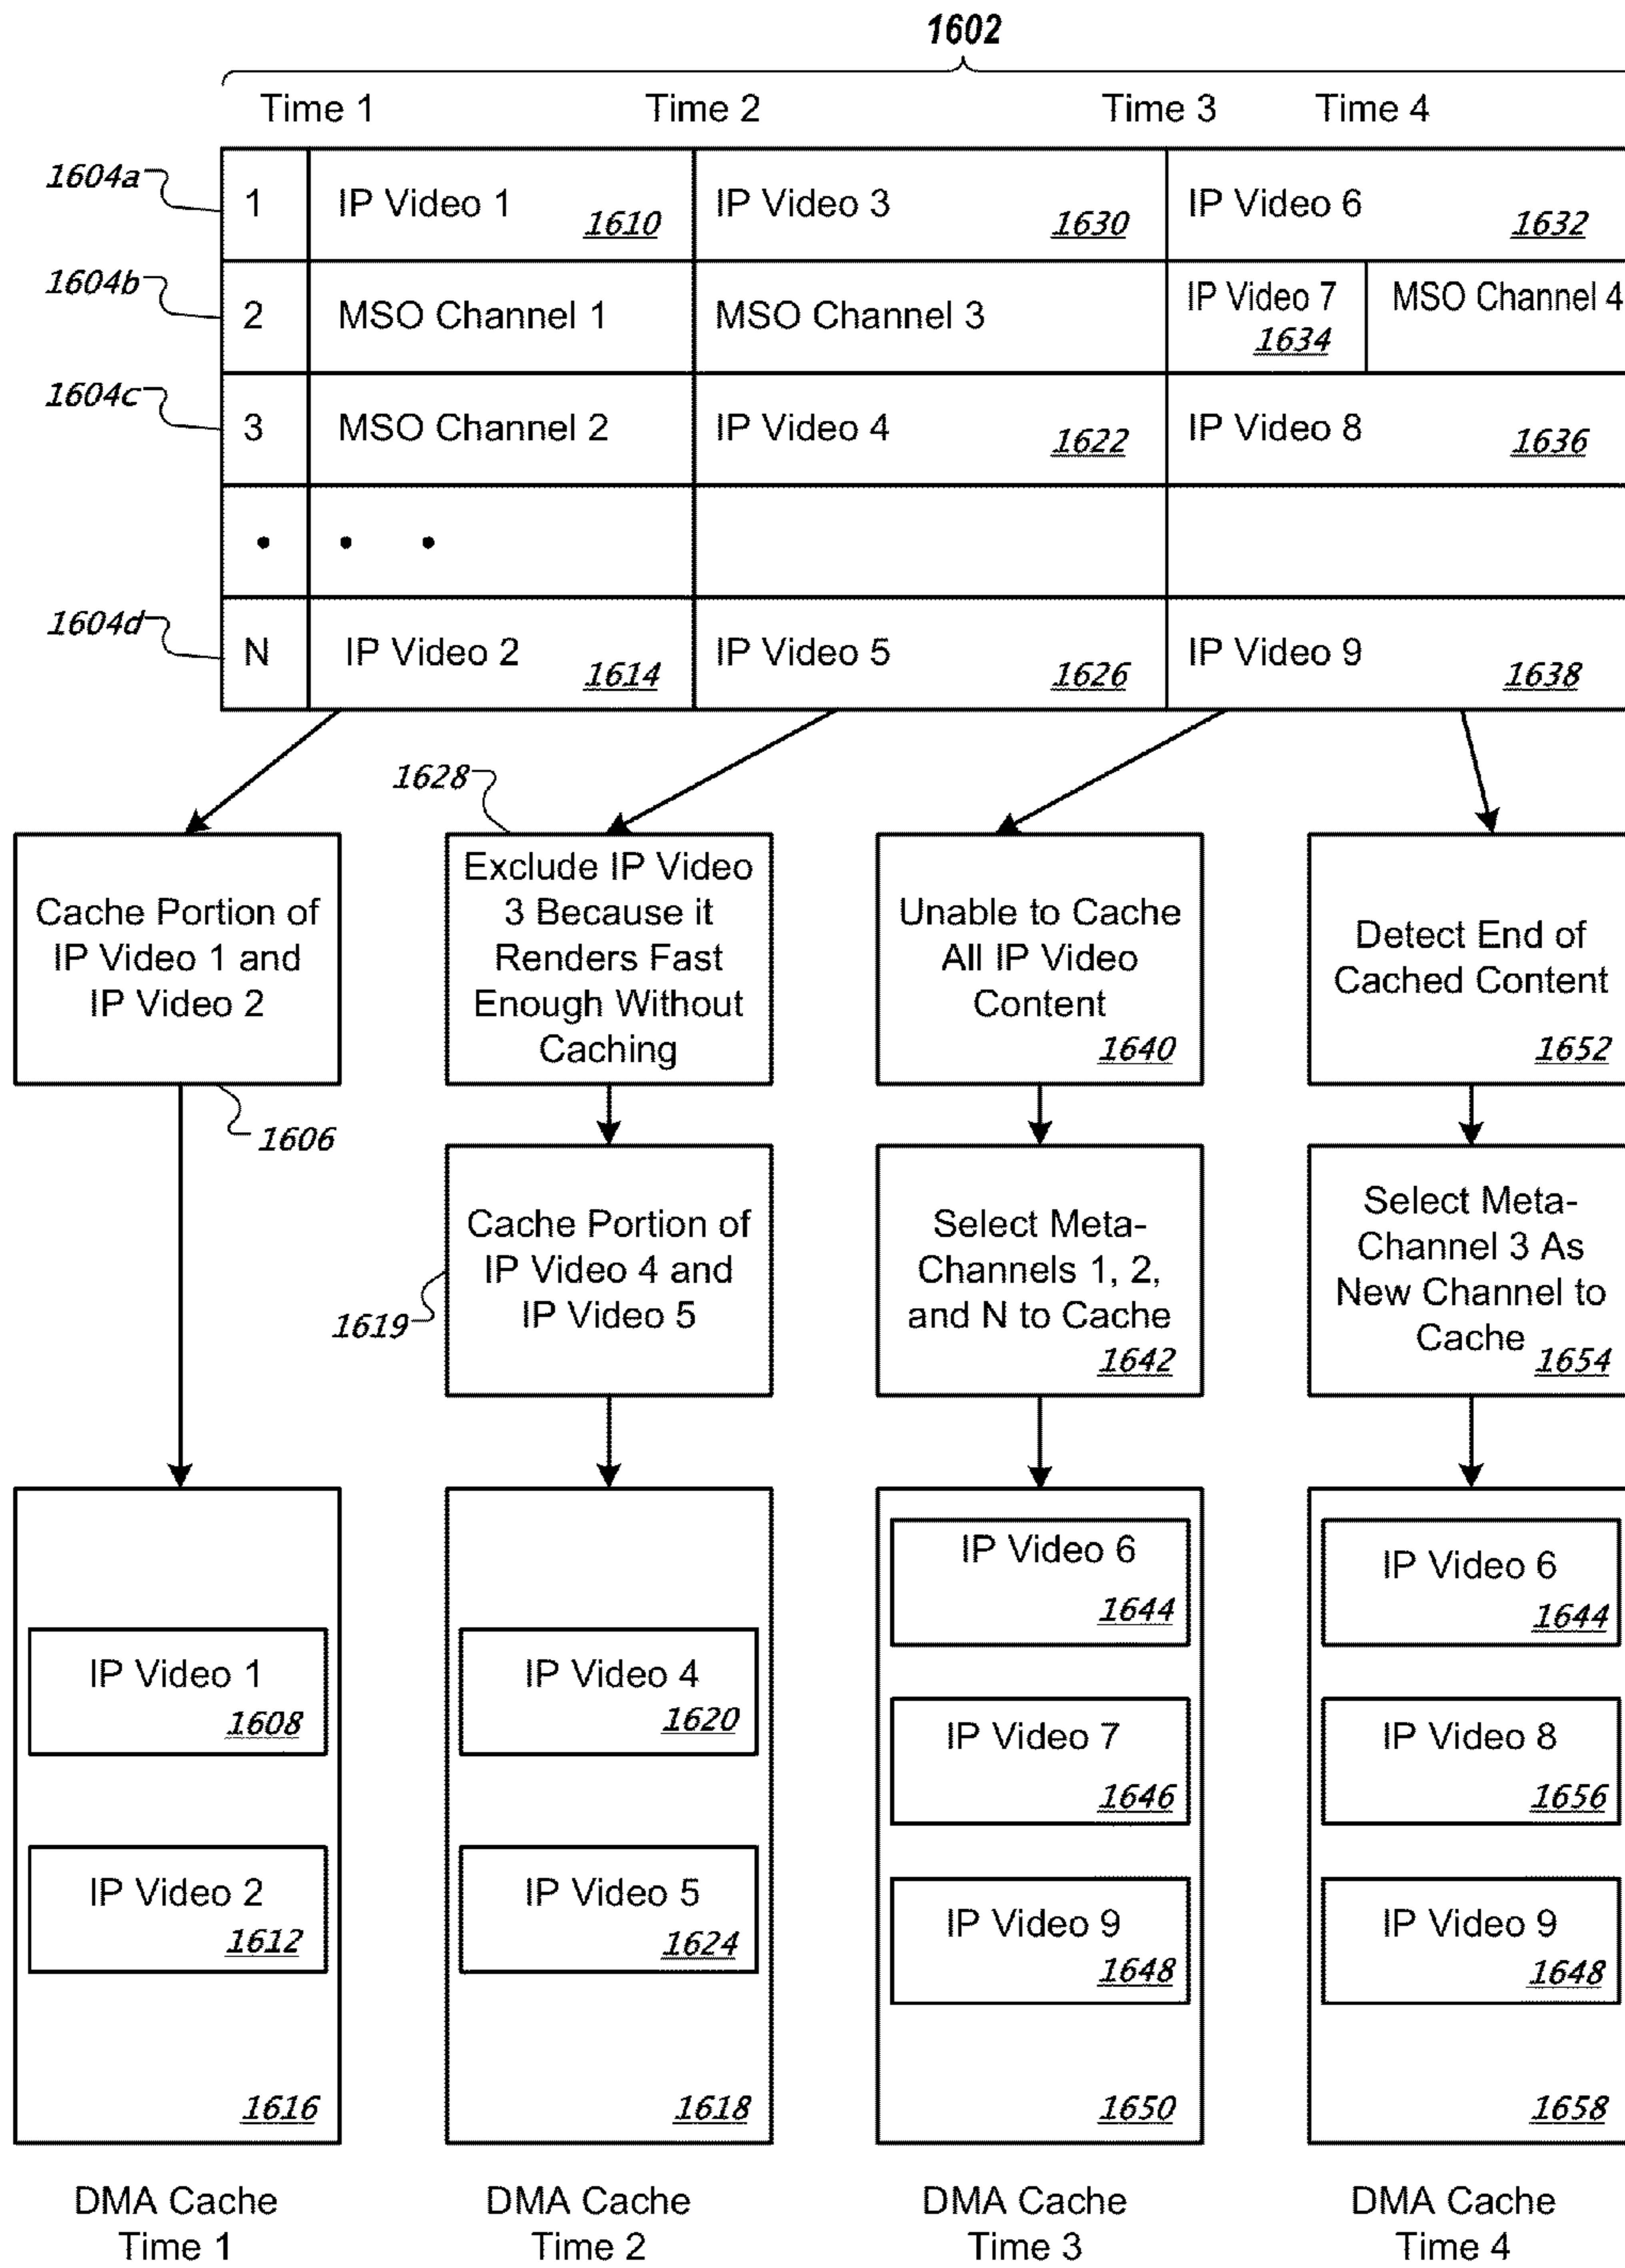 1602
Time 1 Time 2 Time 3 Time 4
1604a 1 IP Video 1 1610 IP Video 3 1630 IP Video 6 1632
1604b 2 MSO Channel 1 MSO Channel 3 IP Video 7 1634 MSO Channel 4
1604c 3 MSO Channel 2 IP Video 4 1622 IP Video 8 1636
1604d N IP Video 2 1614 IP Video 5 1626 IP Video 9 1638
Cache Portion of
IP Video 1 and
IP Video 2
1606
1628
Exclude IP Video
3 Because it
Renders Fast
Enough Without
Caching
Unable to Cache
All IP Video
Content
1640
Detect End of
Cached Content
1652
Cache Portion of
IP Video 4 and
IP Video 5
1619
Select Meta-
Channels 1, 2,
and N to Cache
1642
Select Meta-
Channel 3 As
New Channel to
Cache 1654
IP Video 1
1608
IP Video 2
1612
1616
IP Video 4
1620
IP Video 5
1624
1618
IP Video 6
1644
IP Video 7
1646
IP Video 9
1648
1650
IP Video 6
1644
IP Video 8
1656
IP Video 9
1648
1658
DMA Cache
Time 1
DMA Cache
Time 2
DMA Cache
Time 3
DMA Cache
Time 4